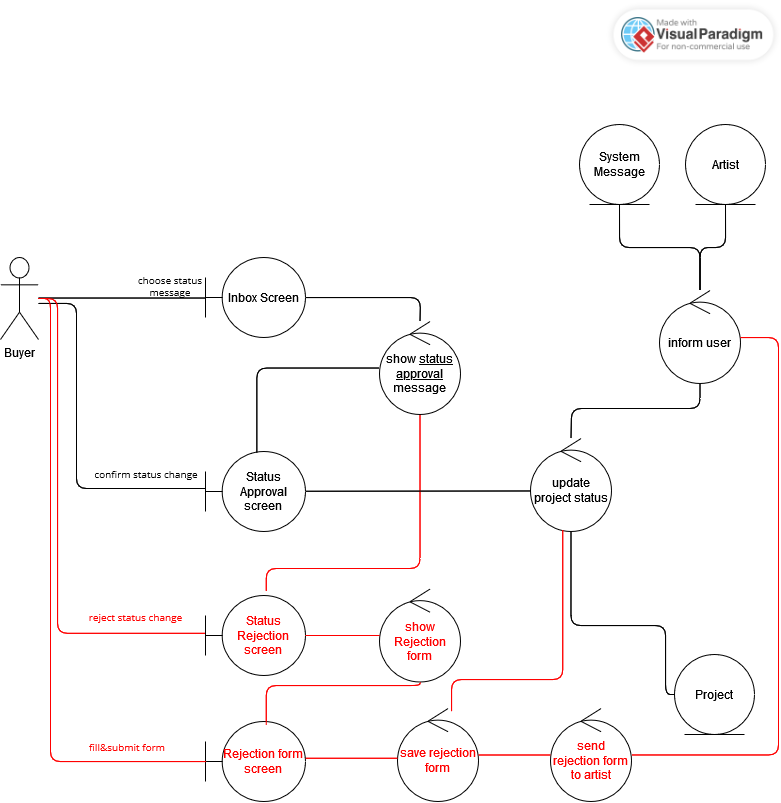 Made with
VisualParadigm
For non-commercial use
System
Message
Artist
choose status
message
Inbox Screen
Buyer
inform user
show status
approval
message
confirm status change
Status
Approval
screen
update
project status
reject status change
Status
Rejection
screen
show
Rejection
form
Project
fill&submit form
Rejection form
screen
save rejection
form
send
rejection form
to artist